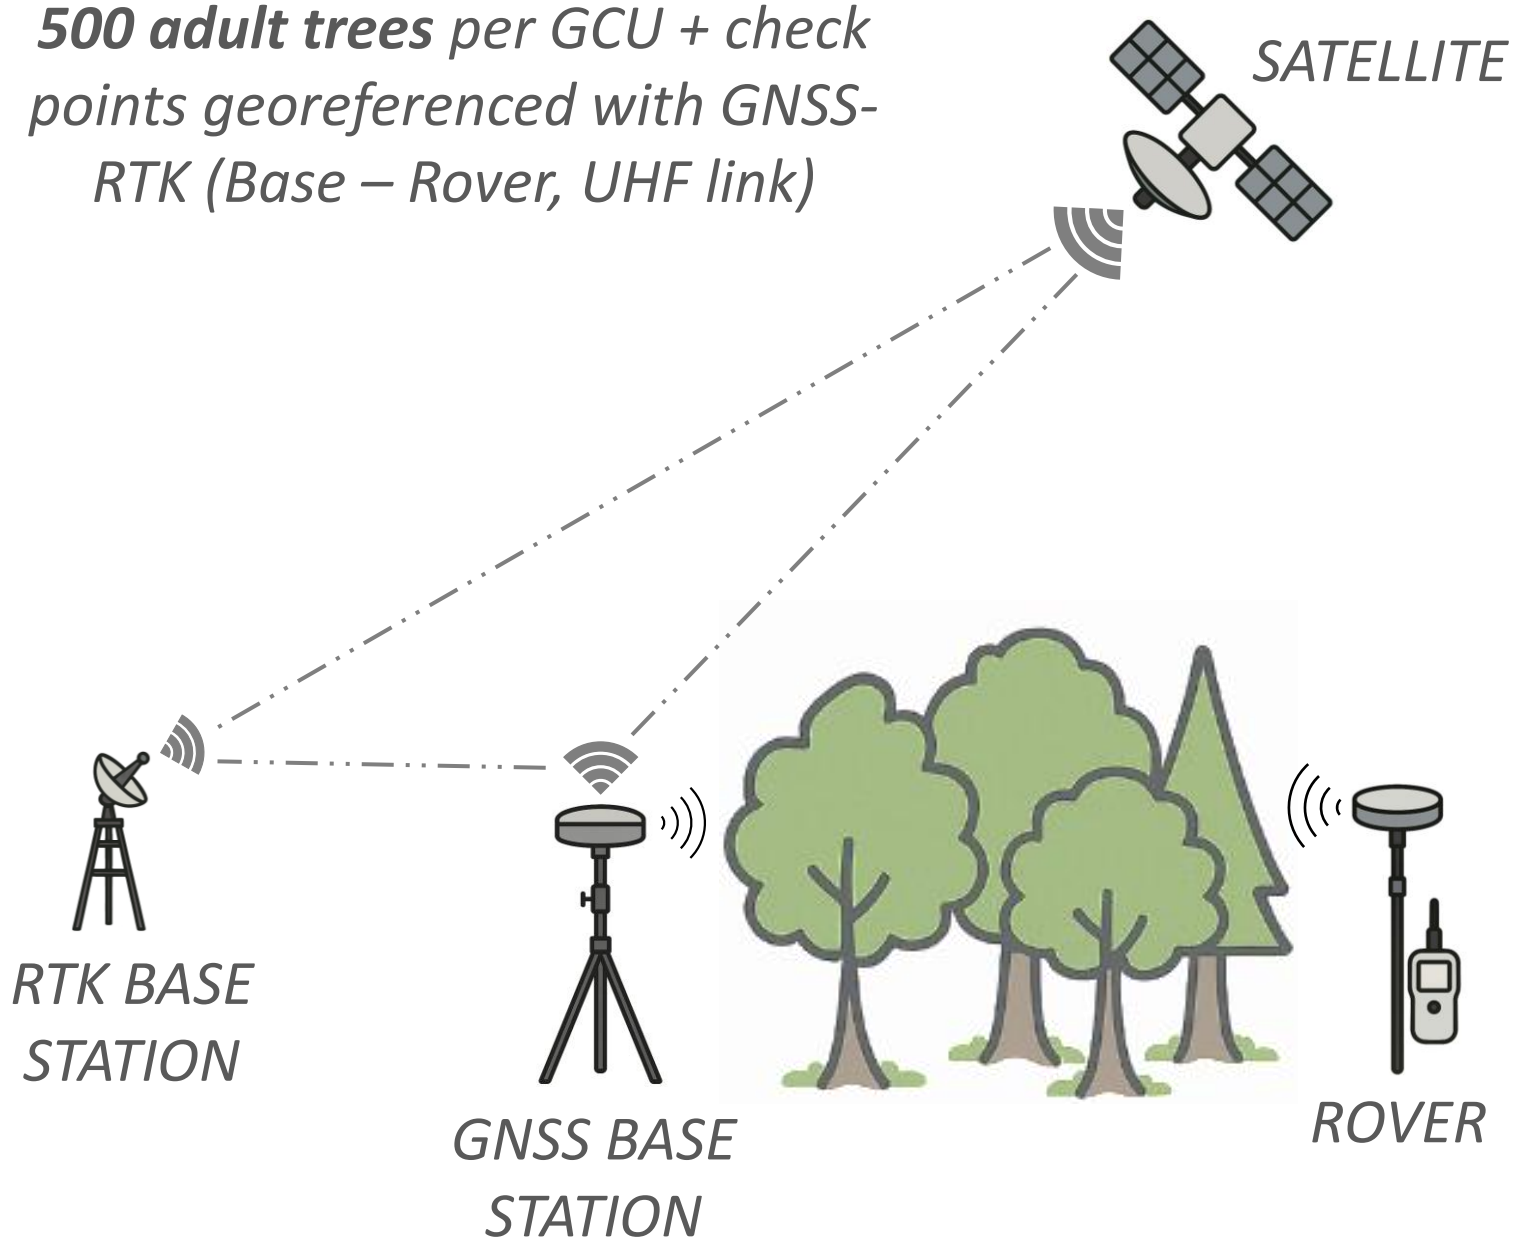 500 adult trees per GCU + check
points georeferenced with GNSS-
RTK (Base – Rover, UHF link)
SATELLITE
RTK BASE
STATION
GNSS BASE
STATION
ROVER